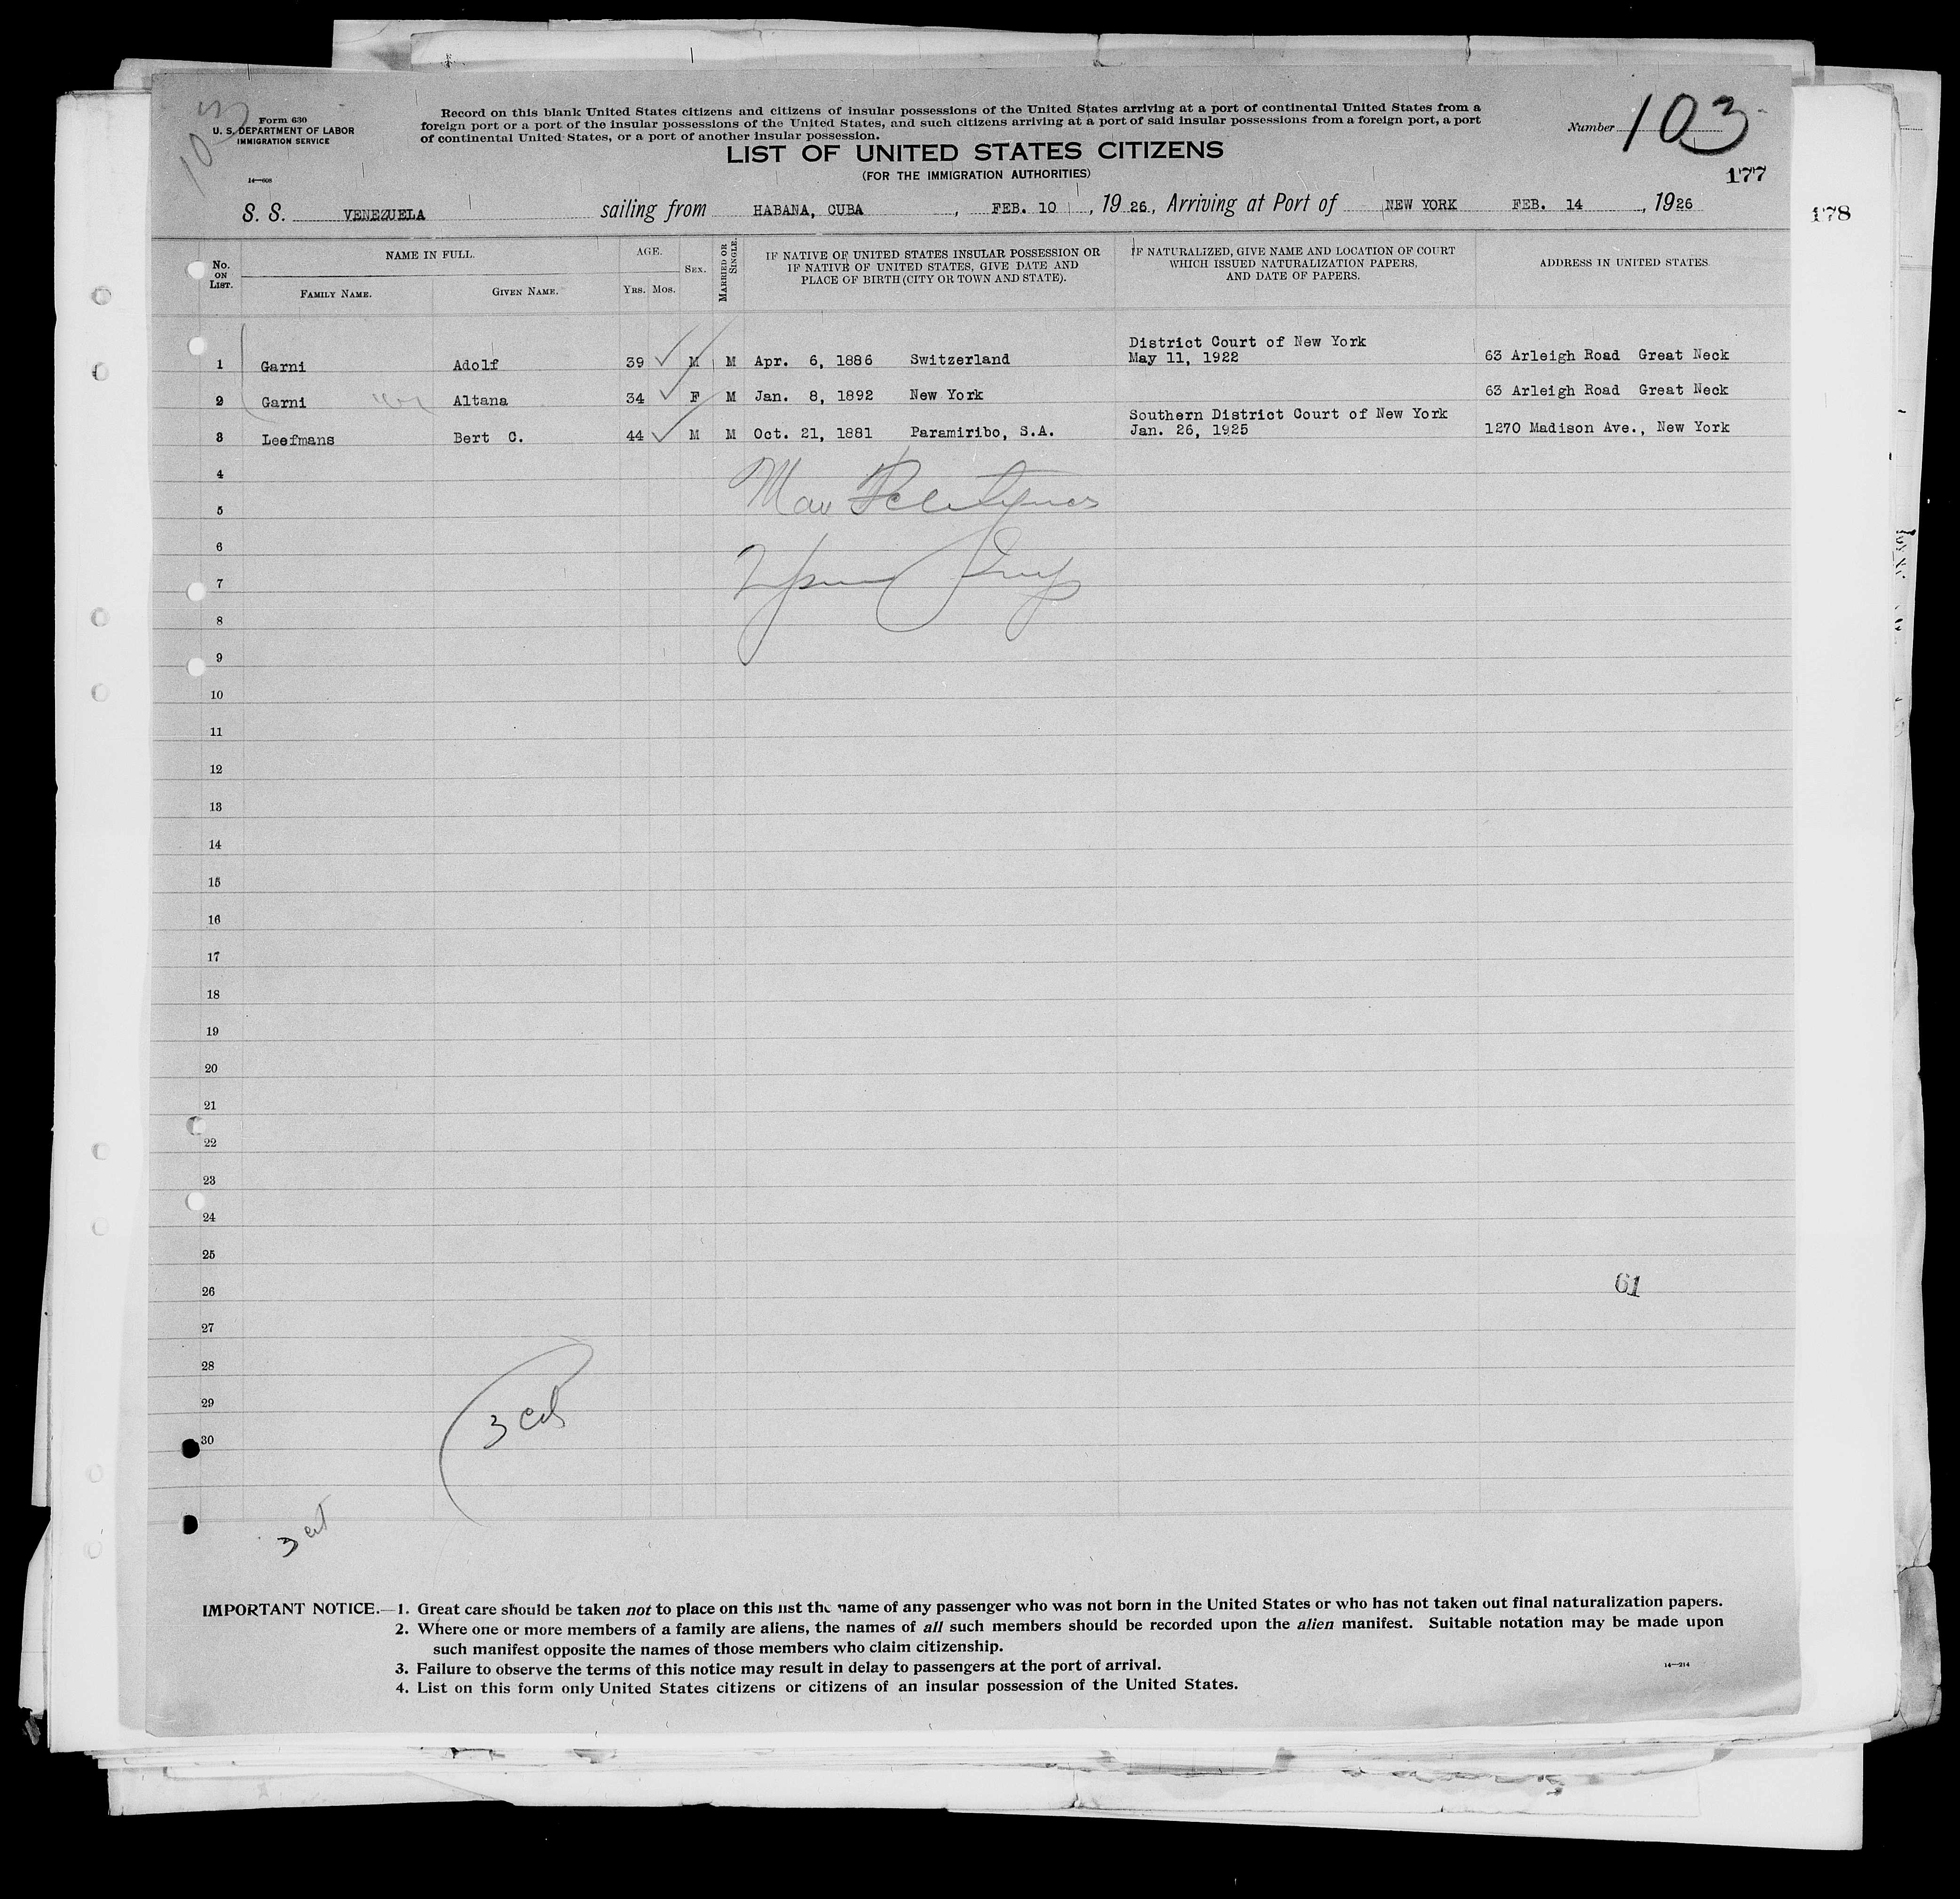 103
Form 630
U. S. DEPARTMENT OF LABOR
IMMIGRATION SERVICE
14—608
Record on this blank United States citizens and citizens of insular possessions of the United States arriving at a port of continental United States from a
foreign port or a port of the insular possessions of the United States, and such citizens arriving at a port of said insular possessions from a foreign port, a port
of continental United States, or a port of another insular possession.
Number 103
LIST OF UNITED STATES CITIZENS
(FOR THE IMMIGRATION AUTHORITIES)
177
178
S. S. VENEZUELA sailing from HABANA, CUBA, FEB. 10, 1926, Arriving at Port of NEW YORK FEB. 14, 1926
No. ON LIST.
NAME IN FULL.
FAMILY NAME.
GIVEN NAME.
AGE.
YRS. MOS.
SEX.
MARRIED OR SINGLE.
IF NATIVE OF UNITED STATES INSULAR POSSESSION OR
IF NATIVE OF UNITED STATES, GIVE DATE AND
PLACE OF BIRTH (CITY OR TOWN AND STATE).
IF NATURALIZED, GIVE NAME AND LOCATION OF COURT
WHICH ISSUED NATURALIZATION PAPERS,
AND DATE OF PAPERS.
ADDRESS IN UNITED STATES.
District Court of New York
1 Garni Adolf 39 M M Apr. 6, 1886 Switzerland May 11, 1922 63 Arleigh Road Great Neck
2 Garni Altana 34 F M Jan. 8, 1892 New York 63 Arleigh Road Great Neck
Southern District Court of New York
3 Leefmans Bert C. 44 M M Oct. 21, 1881 Paramiribo, S.A. Jan. 26, 1925 1270 Madison Ave., New York
4
5
6
7
8
9
10
11
12
13
14
15
16
17
18
19
20
21
22
23
24
25
26
61
27
28
29
3 cit
30
3 cit
IMPORTANT NOTICE.—1. Great care should be taken not to place on this list the name of any passenger who was not born in the United States or who has not taken out final naturalization papers.
2. Where one or more members of a family are aliens, the names of all such members should be recorded upon the alien manifest. Suitable notation may be made upon
such manifest opposite the names of those members who claim citizenship.
3. Failure to observe the terms of this notice may result in delay to passengers at the port of arrival.
14—214
4. List on this form only United States citizens or citizens of an insular possession of the United States.